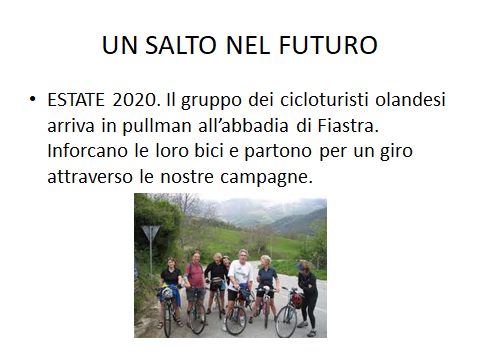 UN SALTO NEL FUTURO
• ESTATE 2020. Il gruppo dei cicloturisti olandesi
arriva in pullman all’abbadia di Fiastra.
Inforcano le loro bici e partono per un giro
attraverso le nostre campagne.